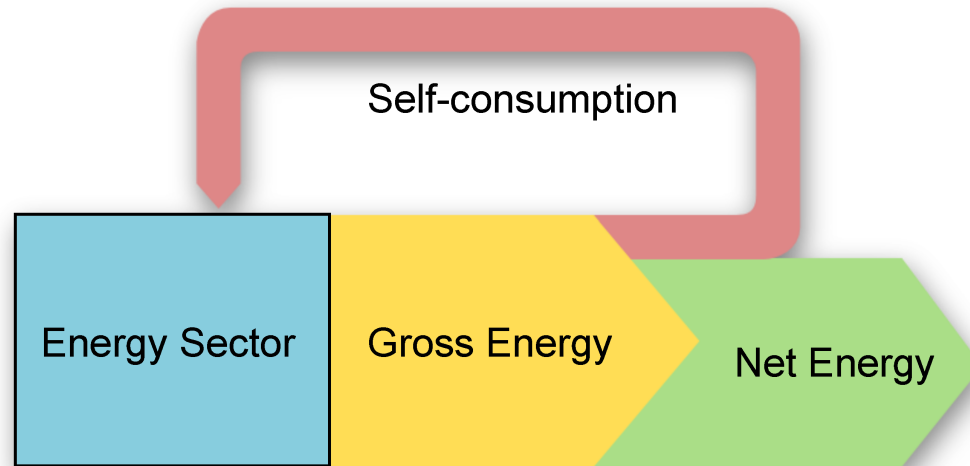 Self-consumption
Energy Sector
Gross Energy
Net Energy